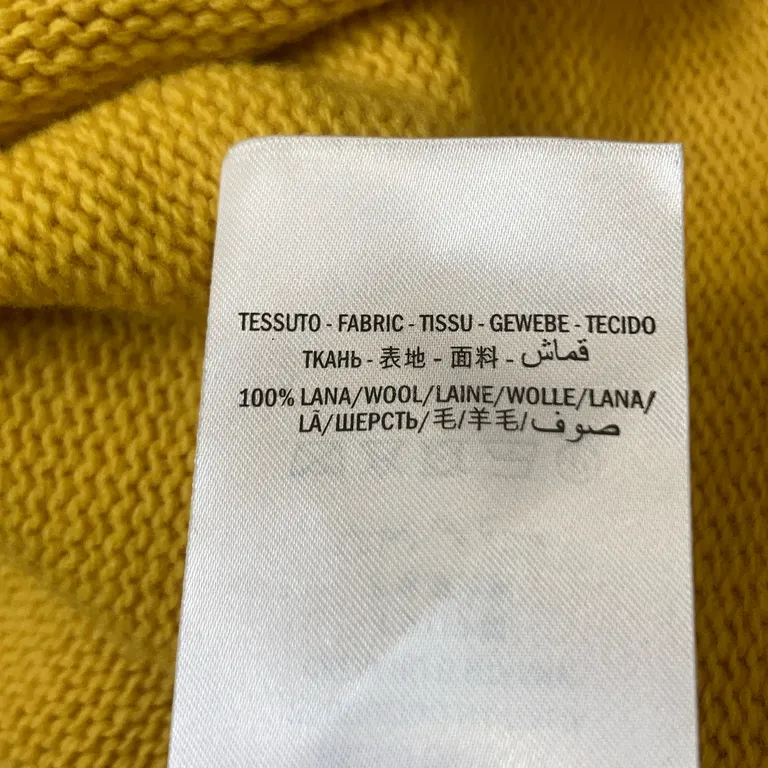 TESSUTO - FABRIC - TISSU - GEWEBE - TECIDO
ТКАНЬ - 表地 - 面料 - قماش
100% LANA/WOOL/LAINE/WOLLE/LANA/
LÃ/ШЕРСТЬ/毛/羊毛/صوف